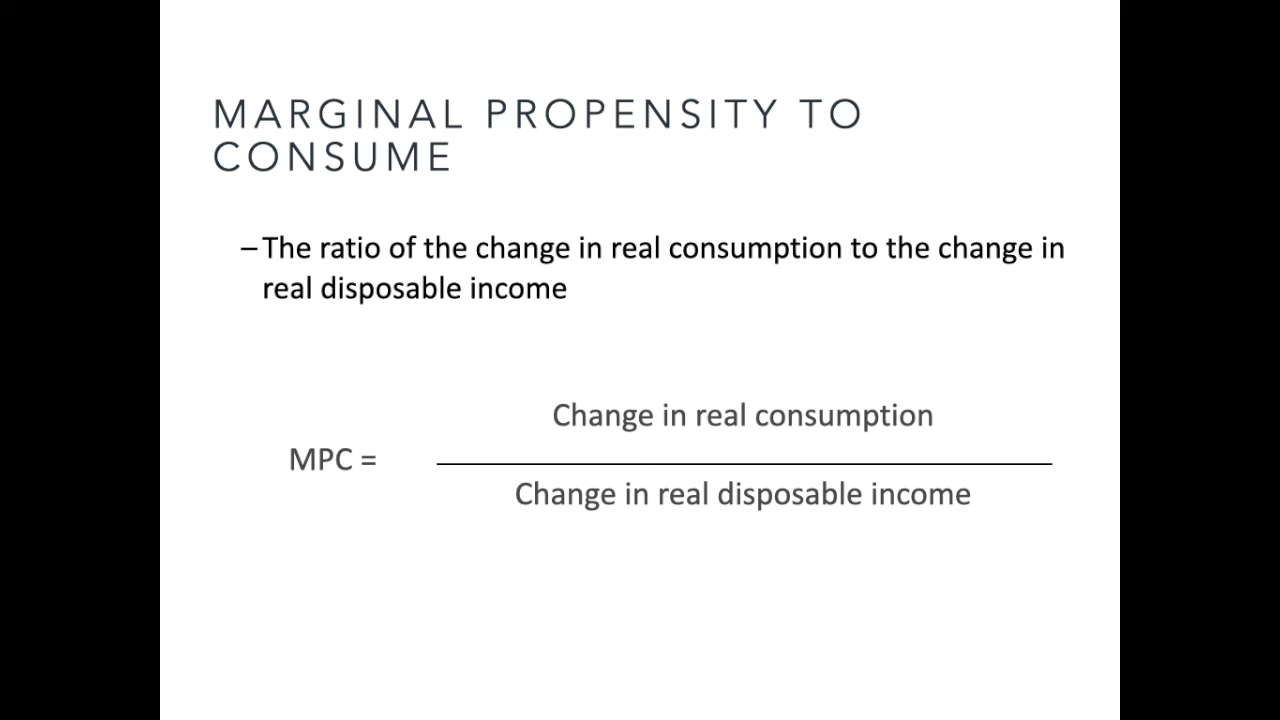 MARGINAL PROPENSITY TO
CONSUME
– The ratio of the change in real consumption to the change in
real disposable income
Change in real consumption
MPC =
Change in real disposable income